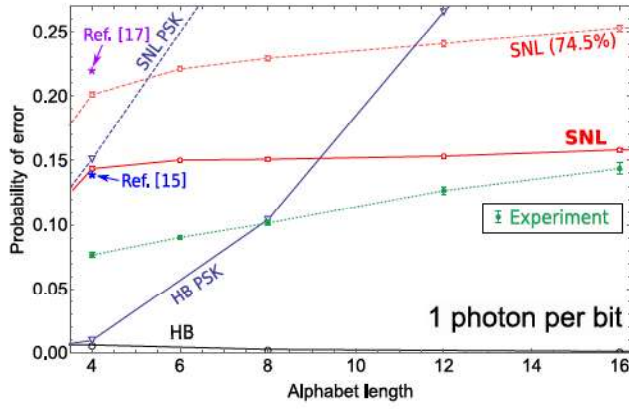 0.25
0.20
0.15
0.10
0.05
0.00
Probability of error
Ref. [17]
SNL PSK
SNL (74.5%)
SNL
Ref. [15]
Experiment
HB PSK
HB
1 photon per bit
4 6 8 10 12 14 16
Alphabet length